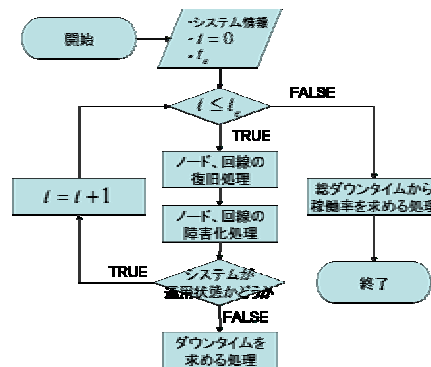 開始
-システム情報
-t = 0
-t_e
t ≤ t_e
FALSE
TRUE
ノード、回線の
復旧処理
t = t + 1
総ダウンタイムから
稼働率を求める処理
ノード、回線の
障害化処理
TRUE
システムが
運用状態かどうか
終了
FALSE
ダウンタイムを
求める処理